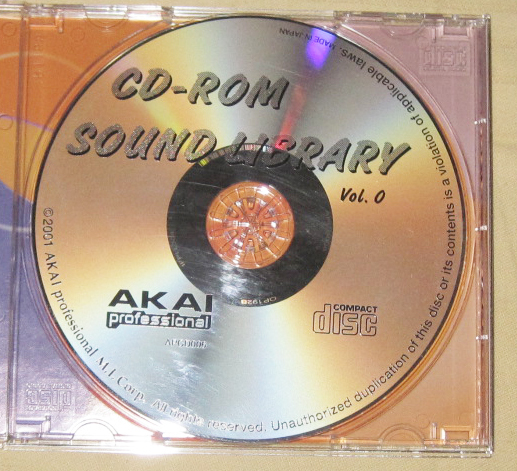 CD-ROM
SOUND LIBRARY
Vol. 0
AKAI
professional
COMPACT
disc
©2001 AKAI professional M.I. Corp. All rights reserved. Unauthorized duplication of this disc or its contents is a violation of applicable laws. MADE IN JAPAN